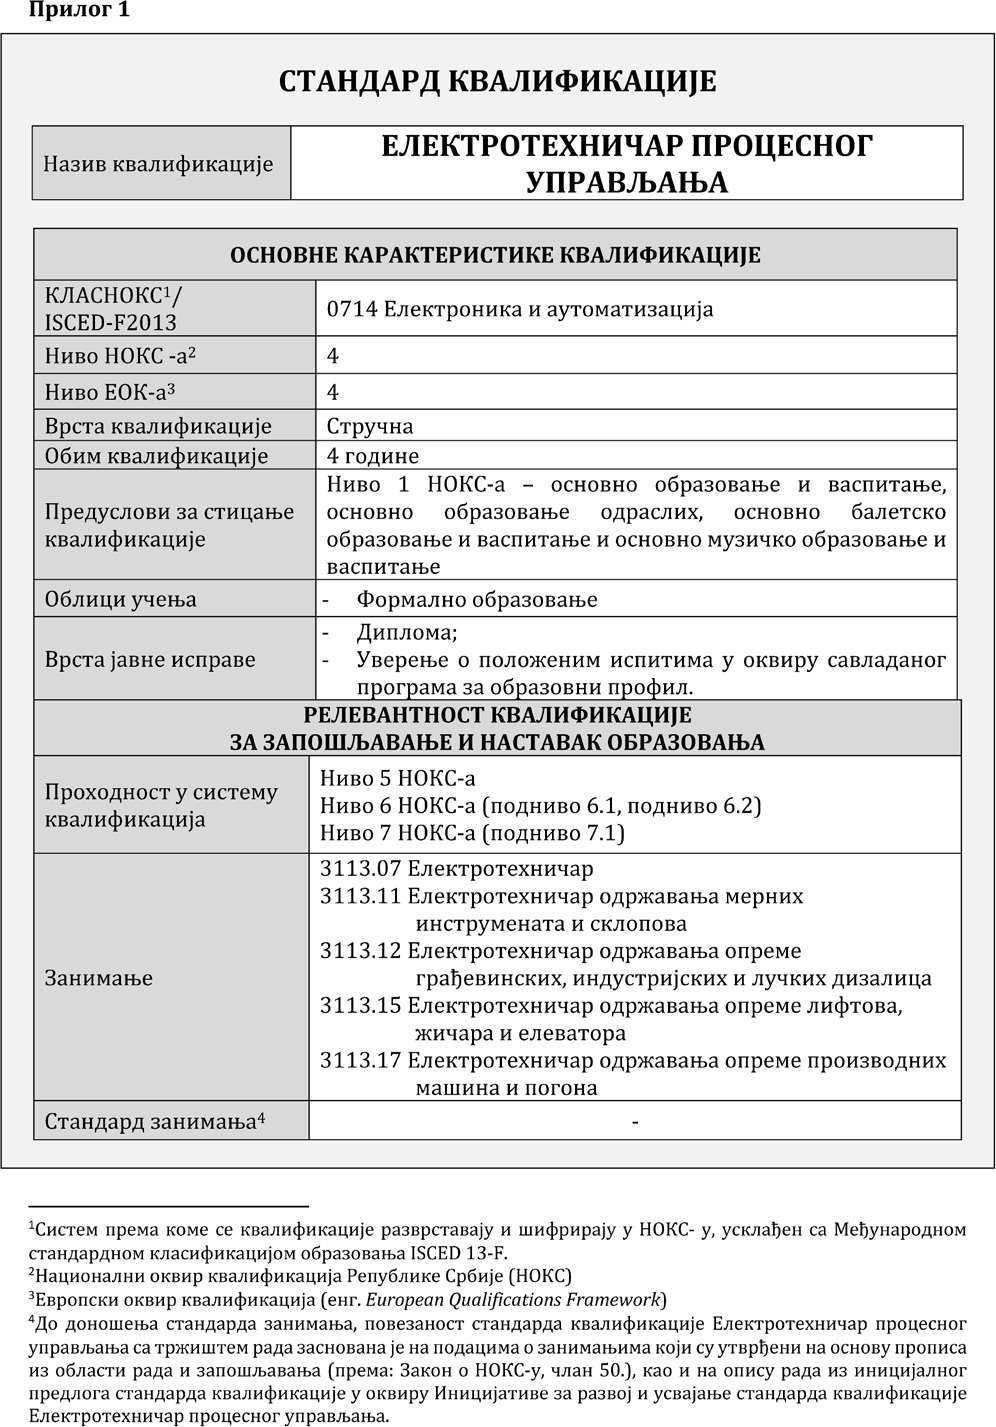 Прилог 1
СТАНДАРД КВАЛИФИКАЦИЈЕ
Назив квалификације
ЕЛЕКТРОТЕХНИЧАР ПРОЦЕСНОГ
УПРАВЉАЊА
ОСНОВНЕ КАРАКТЕРИСТИКЕ КВАЛИФИКАЦИЈЕ
КЛАСНОКС¹/
ISCED-F2013
0714 Електроника и аутоматизација
Ниво НОКС -а²
4
Ниво ЕОК-а³
4
Врста квалификације
Стручна
Обим квалификације
4 године
Предуслови за стицање
квалификације
Ниво 1 НОКС-а – основно образовање и васпитање,
основно образовање одраслих, основно балетско
образовање и васпитање и основно музичко образовање и
васпитање
Облици учења
- Формално образовање
Врста јавне исправе
- Диплома;
- Уверење о положеним испитима у оквиру савладаног
програма за образовни профил.
РЕЛЕВАНТНОСТ КВАЛИФИКАЦИЈЕ
ЗА ЗАПОШЉАВАЊЕ И НАСТАВАК ОБРАЗОВАЊА
Проходност у систему
квалификација
Ниво 5 НОКС-а
Ниво 6 НОКС-а (подниво 6.1, подниво 6.2)
Ниво 7 НОКС-а (подниво 7.1)
Занимање
3113.07 Електротехничар
3113.11 Електротехничар одржавања мерних
инструмената и склопова
3113.12 Електротехничар одржавања опреме
грађевинских, индустријских и лучких дизалица
3113.15 Електротехничар одржавања опреме лифтова,
жичара и елеватора
3113.17 Електротехничар одржавања опреме производних
машина и погона
Стандард занимања⁴
-
¹Систем према коме се квалификације разврставају и шифрирају у НОКС- у, усклађен са Међународном
стандардном класификацијом образовања ISCED 13-F.
²Национални оквир квалификација Републике Србије (НОКС)
³Европски оквир квалификација (енг. European Qualifications Framework)
⁴До доношења стандарда занимања, повезаност стандарда квалификације Електротехничар процесног
управљања са тржиштем рада заснована је на подацима о занимањима који су утврђени на основу прописа
из области рада и запошљавања (према: Закон о НОКС-у, члан 50.), као и на опису рада из иницијалног
предлога стандарда квалификације у оквиру Иницијативе за развој и усвајање стандарда квалификације
Електротехничар процесног управљања.